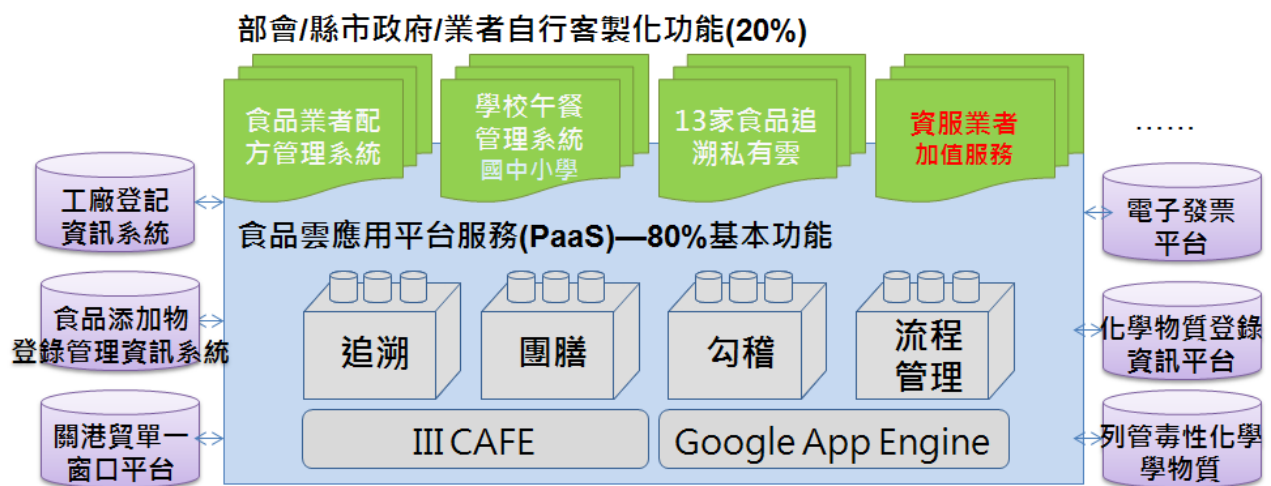 部會/縣市政府/業者自行客製化功能(20%)
食品業者配
方管理系統
學校午餐
管理系統
國中小學
13家食品追
溯私有雲
資服業者
加值服務
......
工廠登記
資訊系統
電子發票
平台
食品雲應用平台服務(PaaS)—80%基本功能
食品添加物
登錄管理資訊系統
追溯
團膳
勾稽
流程
管理
化學物質登錄
資訊平台
關港貿單一
窗口平台
III CAFE
Google App Engine
列管毒性化學
學物質